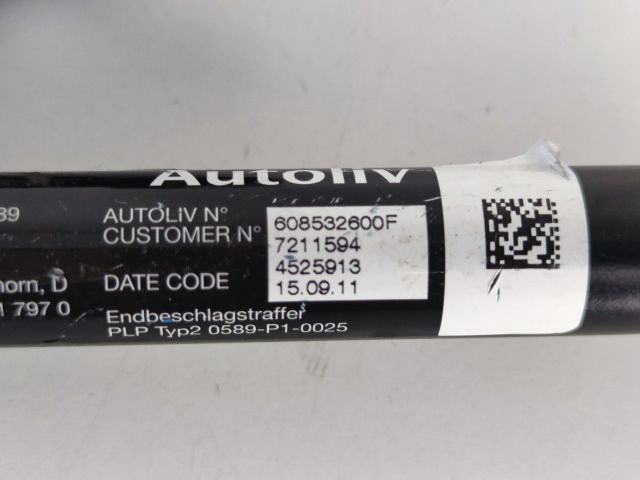 Autoliv
89
AUTOLIV N° 608532600F
CUSTOMER N° 7211594
4525913
horn, D
DATE CODE 15.09.11
1 797 0
Endbeschlagstraffer
PLP Typ2 0589-P1-0025